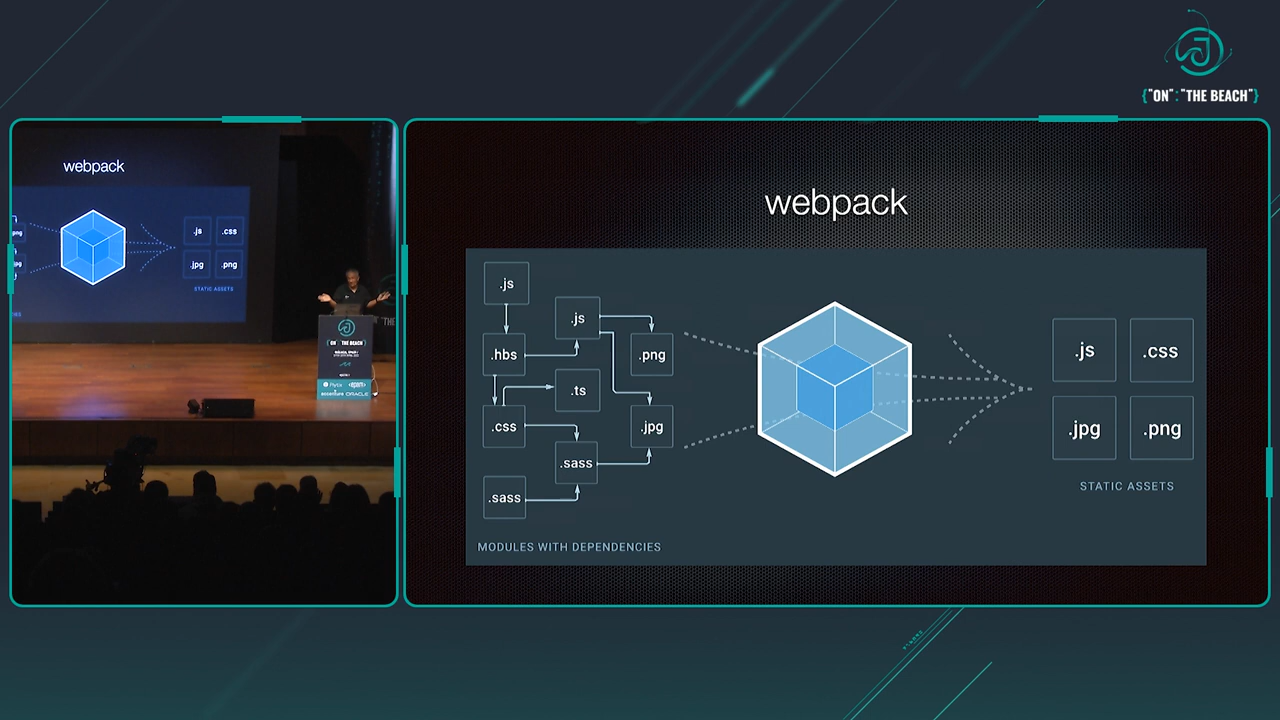 {"ON":"THE BEACH"}
webpack
.js
.css
.jpg
.png
STATIC ASSETS
webpack
.js
.js
.hbs
.png
.ts
.css
.jpg
.sass
.sass
MODULES WITH DEPENDENCIES
.js
.css
.jpg
.png
STATIC ASSETS